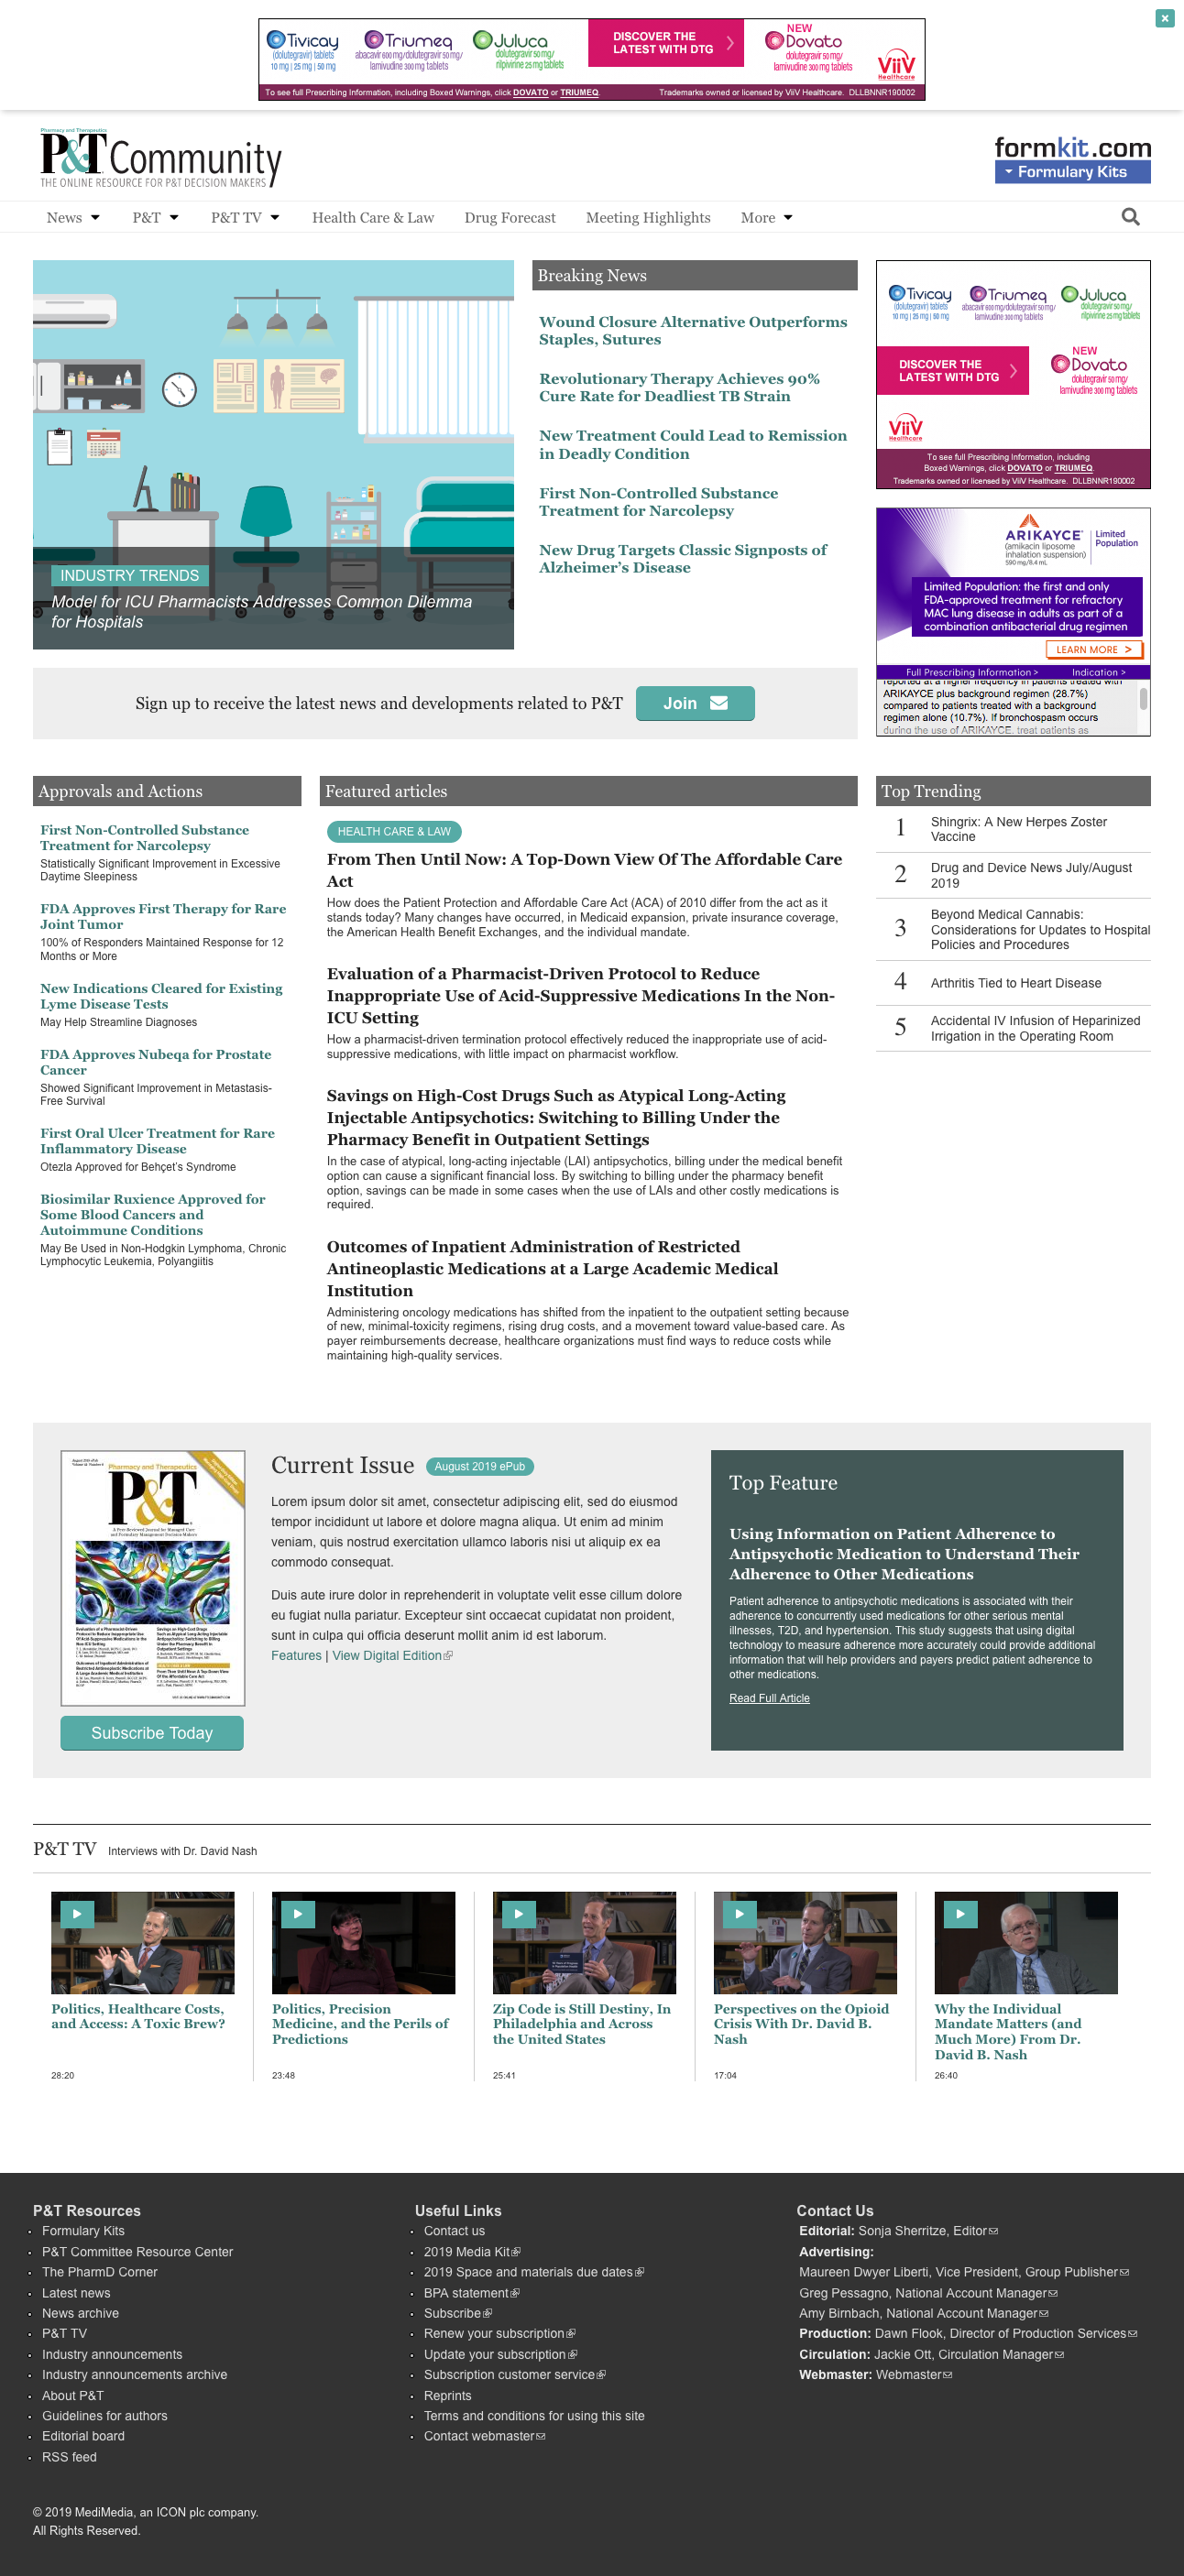 Tivicay
(dolutegravir) tablets
10 mg | 25 mg | 50 mg
Triumeq
abacavir 600 mg/dolutegravir 50 mg/
lamivudine 300 mg tablets
Juluca
dolutegravir 50 mg/
rilpivirine 25 mg tablets
DISCOVER THE
LATEST WITH DTG
NEW
Dovato
dolutegravir 50 mg/
lamivudine 300 mg tablets
ViiV
Healthcare
To see full Prescribing Information, including Boxed Warnings, click DOVATO or TRIUMEQ.
Trademarks owned or licensed by ViiV Healthcare. DLLBNNR190002
Pharmacy and Therapeutics
P&T Community
THE ONLINE RESOURCE FOR P&T DECISION MAKERS
formkit.com
Formulary Kits
News P&T P&T TV Health Care & Law Drug Forecast Meeting Highlights More
INDUSTRY TRENDS
Model for ICU Pharmacists Addresses Common Dilemma
for Hospitals
Breaking News
Wound Closure Alternative Outperforms
Staples, Sutures
Revolutionary Therapy Achieves 90%
Cure Rate for Deadliest TB Strain
New Treatment Could Lead to Remission
in Deadly Condition
First Non-Controlled Substance
Treatment for Narcolepsy
New Drug Targets Classic Signposts of
Alzheimer's Disease
Tivicay
(dolutegravir) tablets
10 mg | 25 mg | 50 mg
Triumeq
abacavir 600 mg/dolutegravir 50 mg/
lamivudine 300 mg tablets
Juluca
dolutegravir 50 mg/
rilpivirine 25 mg tablets
DISCOVER THE
LATEST WITH DTG
NEW
Dovato
dolutegravir 50 mg/
lamivudine 300 mg tablets
ViiV
Healthcare
To see full Prescribing Information, including
Boxed Warnings, click DOVATO or TRIUMEQ.
Trademarks owned or licensed by ViiV Healthcare. DLLBNNR190002
ARIKAYCE
(amikacin liposome
inhalation suspension)
590 mg/8.4 mL
Limited
Population
Limited Population: the first and only
FDA-approved treatment for refractory
MAC lung disease in adults as part of a
combination antibacterial drug regimen
LEARN MORE >
Full Prescribing Information > Indication >
reported at a higher frequency in patients treated with
ARIKAYCE plus background regimen (28.7%)
compared to patients treated with a background
regimen alone (10.7%). If bronchospasm occurs
during the use of ARIKAYCE, treat patients as
Sign up to receive the latest news and developments related to P&T
Join
Approvals and Actions
First Non-Controlled Substance
Treatment for Narcolepsy
Statistically Significant Improvement in Excessive
Daytime Sleepiness
FDA Approves First Therapy for Rare
Joint Tumor
100% of Responders Maintained Response for 12
Months or More
New Indications Cleared for Existing
Lyme Disease Tests
May Help Streamline Diagnoses
FDA Approves Nubeqa for Prostate
Cancer
Showed Significant Improvement in Metastasis-
Free Survival
First Oral Ulcer Treatment for Rare
Inflammatory Disease
Otezla Approved for Behçet's Syndrome
Biosimilar Ruxience Approved for
Some Blood Cancers and
Autoimmune Conditions
May Be Used in Non-Hodgkin Lymphoma, Chronic
Lymphocytic Leukemia, Polyangiitis
Featured articles
HEALTH CARE & LAW
From Then Until Now: A Top-Down View Of The Affordable Care
Act
How does the Patient Protection and Affordable Care Act (ACA) of 2010 differ from the act as it
stands today? Many changes have occurred, in Medicaid expansion, private insurance coverage,
the American Health Benefit Exchanges, and the individual mandate.
Evaluation of a Pharmacist-Driven Protocol to Reduce
Inappropriate Use of Acid-Suppressive Medications In the Non-
ICU Setting
How a pharmacist-driven termination protocol effectively reduced the inappropriate use of acid-
suppressive medications, with little impact on pharmacist workflow.
Savings on High-Cost Drugs Such as Atypical Long-Acting
Injectable Antipsychotics: Switching to Billing Under the
Pharmacy Benefit in Outpatient Settings
In the case of atypical, long-acting injectable (LAI) antipsychotics, billing under the medical benefit
option can cause a significant financial loss. By switching to billing under the pharmacy benefit
option, savings can be made in some cases when the use of LAIs and other costly medications is
required.
Outcomes of Inpatient Administration of Restricted
Antineoplastic Medications at a Large Academic Medical
Institution
Administering oncology medications has shifted from the inpatient to the outpatient setting because
of new, minimal-toxicity regimens, rising drug costs, and a movement toward value-based care. As
payer reimbursements decrease, healthcare organizations must find ways to reduce costs while
maintaining high-quality services.
Top Trending
1 Shingrix: A New Herpes Zoster
Vaccine
2 Drug and Device News July/August
2019
3 Beyond Medical Cannabis:
Considerations for Updates to Hospital
Policies and Procedures
4 Arthritis Tied to Heart Disease
5 Accidental IV Infusion of Heparinized
Irrigation in the Operating Room
Pharmacy and Therapeutics
P&T
Subscribe Today
Current Issue August 2019 ePub
Lorem ipsum dolor sit amet, consectetur adipiscing elit, sed do eiusmod
tempor incididunt ut labore et dolore magna aliqua. Ut enim ad minim
veniam, quis nostrud exercitation ullamco laboris nisi ut aliquip ex ea
commodo consequat.
Duis aute irure dolor in reprehenderit in voluptate velit esse cillum dolore
eu fugiat nulla pariatur. Excepteur sint occaecat cupidatat non proident,
sunt in culpa qui officia deserunt mollit anim id est laborum.
Features | View Digital Edition
Top Feature
Using Information on Patient Adherence to
Antipsychotic Medication to Understand Their
Adherence to Other Medications
Patient adherence to antipsychotic medications is associated with their
adherence to concurrently used medications for other serious mental
illnesses, T2D, and hypertension. This study suggests that using digital
technology to measure adherence more accurately could provide additional
information that will help providers and payers predict patient adherence to
other medications.
Read Full Article
P&T TV Interviews with Dr. David Nash
Politics, Healthcare Costs,
and Access: A Toxic Brew?
28:20
Politics, Precision
Medicine, and the Perils of
Predictions
23:48
Zip Code is Still Destiny, In
Philadelphia and Across
the United States
25:41
Perspectives on the Opioid
Crisis With Dr. David B.
Nash
17:04
Why the Individual
Mandate Matters (and
Much More) From Dr.
David B. Nash
26:40
P&T Resources
Formulary Kits
P&T Committee Resource Center
The PharmD Corner
Latest news
News archive
P&T TV
Industry announcements
Industry announcements archive
About P&T
Guidelines for authors
Editorial board
RSS feed
Useful Links
Contact us
2019 Media Kit
2019 Space and materials due dates
BPA statement
Subscribe
Renew your subscription
Update your subscription
Subscription customer service
Reprints
Terms and conditions for using this site
Contact webmaster
Contact Us
Editorial: Sonja Sherritze, Editor
Advertising:
Maureen Dwyer Liberti, Vice President, Group Publisher
Greg Pessagno, National Account Manager
Amy Birnbach, National Account Manager
Production: Dawn Flook, Director of Production Services
Circulation: Jackie Ott, Circulation Manager
Webmaster: Webmaster
© 2019 MediMedia, an ICON plc company.
All Rights Reserved.